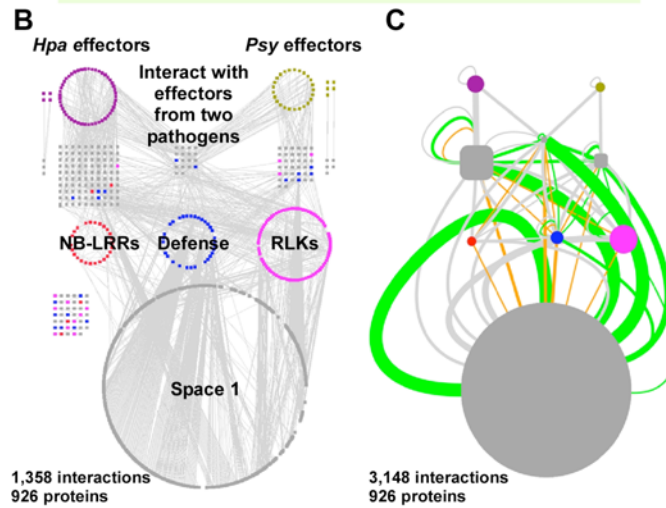 B
Hpa effectors
Psy effectors
Interact with
effectors
from two
pathogens
NB-LRRs
Defense
RLKs
Space 1
1,358 interactions
926 proteins
C
3,148 interactions
926 proteins